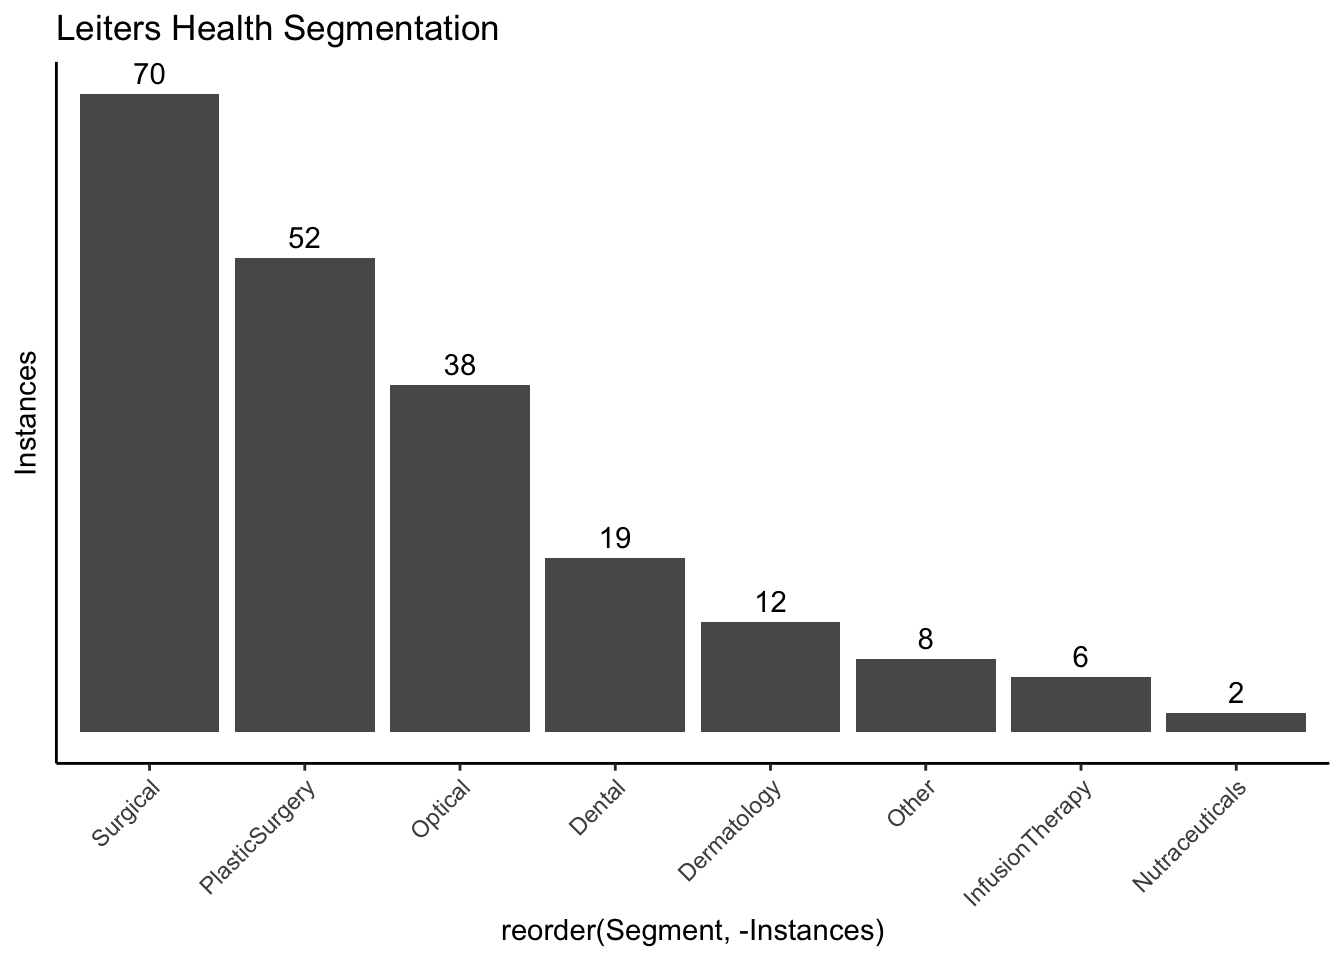 Leiters Health Segmentation
70
52
38
19
12
8
6
2
Instances
Surgical
PlasticSurgery
Optical
Dental
Dermatology
Other
InfusionTherapy
Nutraceuticals
reorder(Segment, -Instances)